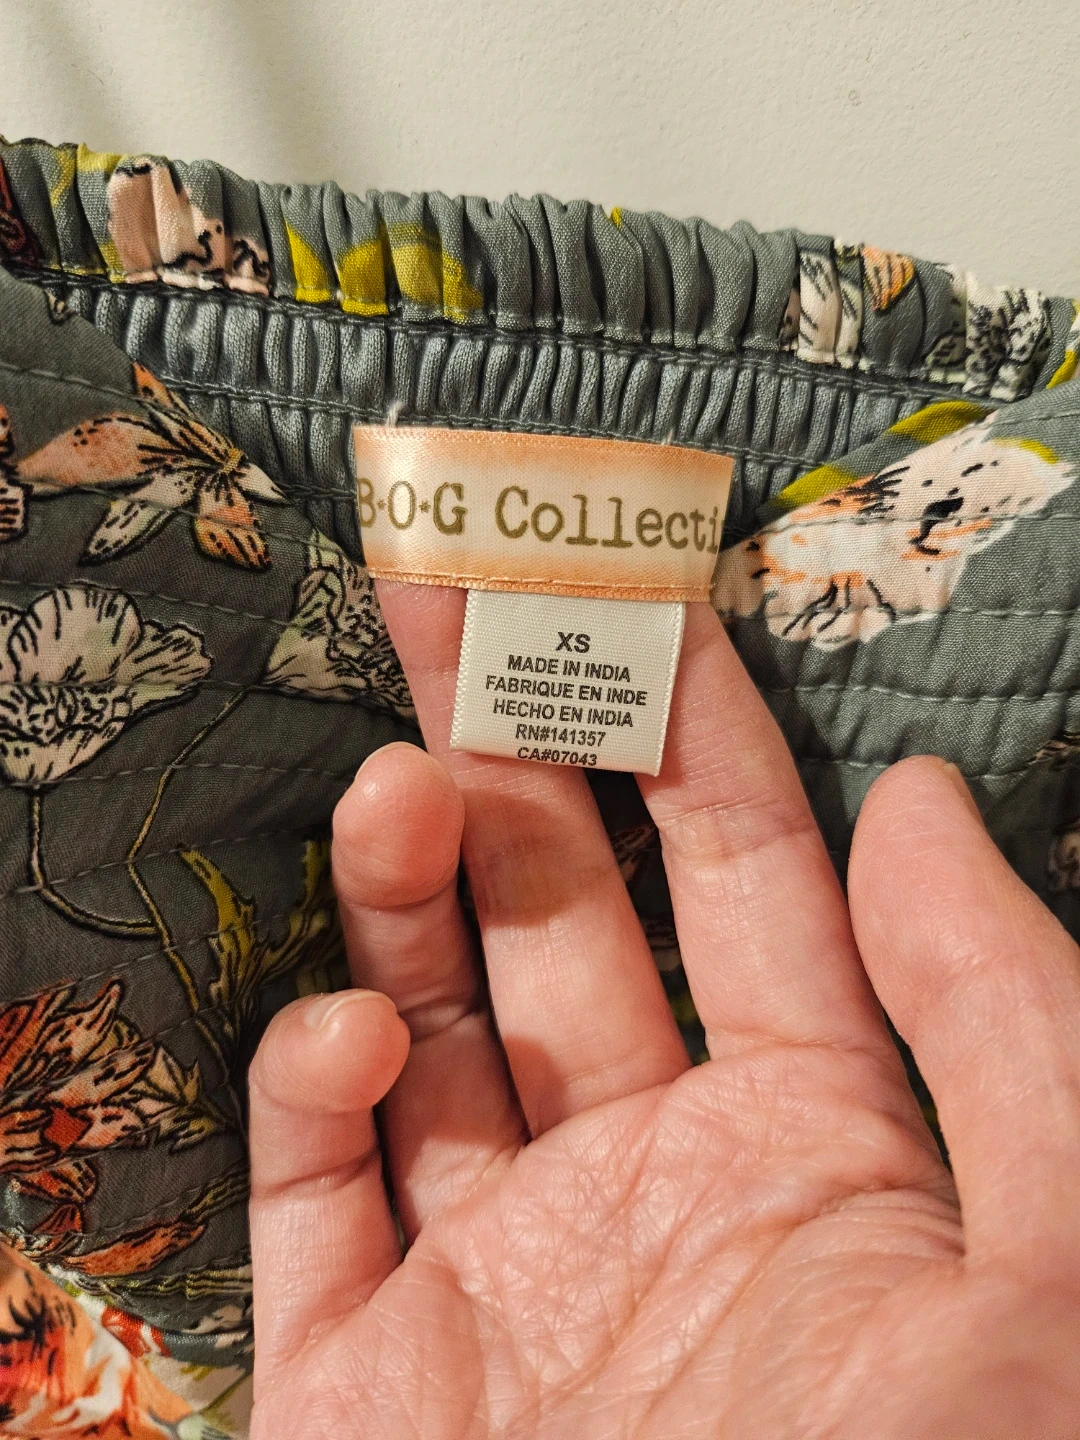 B*O*G Collecti
XS
MADE IN INDIA
FABRIQUE EN INDE
HECHO EN INDIA
RN#141357
CA#07043